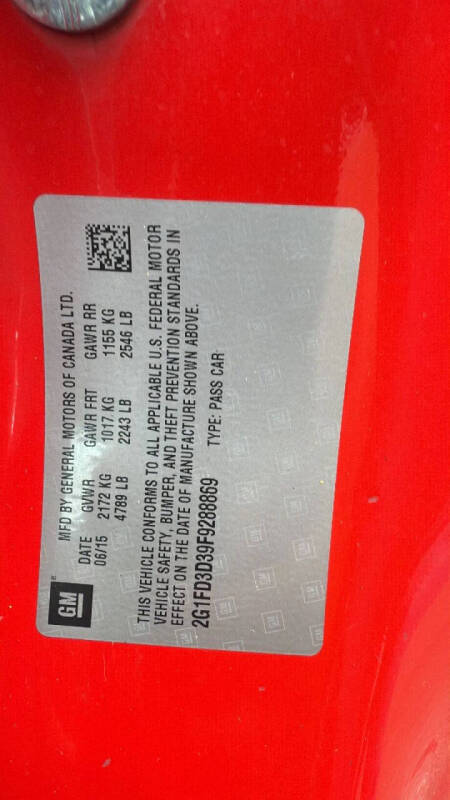 GM ®
MFD BY GENERAL MOTORS OF CANADA LTD.
DATE GVWR GAWR FRT GAWR RR
06/15 2172 KG 1017 KG 1155 KG
4789 LB 2243 LB 2546 LB
THIS VEHICLE CONFORMS TO ALL APPLICABLE U.S. FEDERAL MOTOR
VEHICLE SAFETY, BUMPER, AND THEFT PREVENTION STANDARDS IN
EFFECT ON THE DATE OF MANUFACTURE SHOWN ABOVE.
2G1FD3D39F9288869 TYPE: PASS CAR